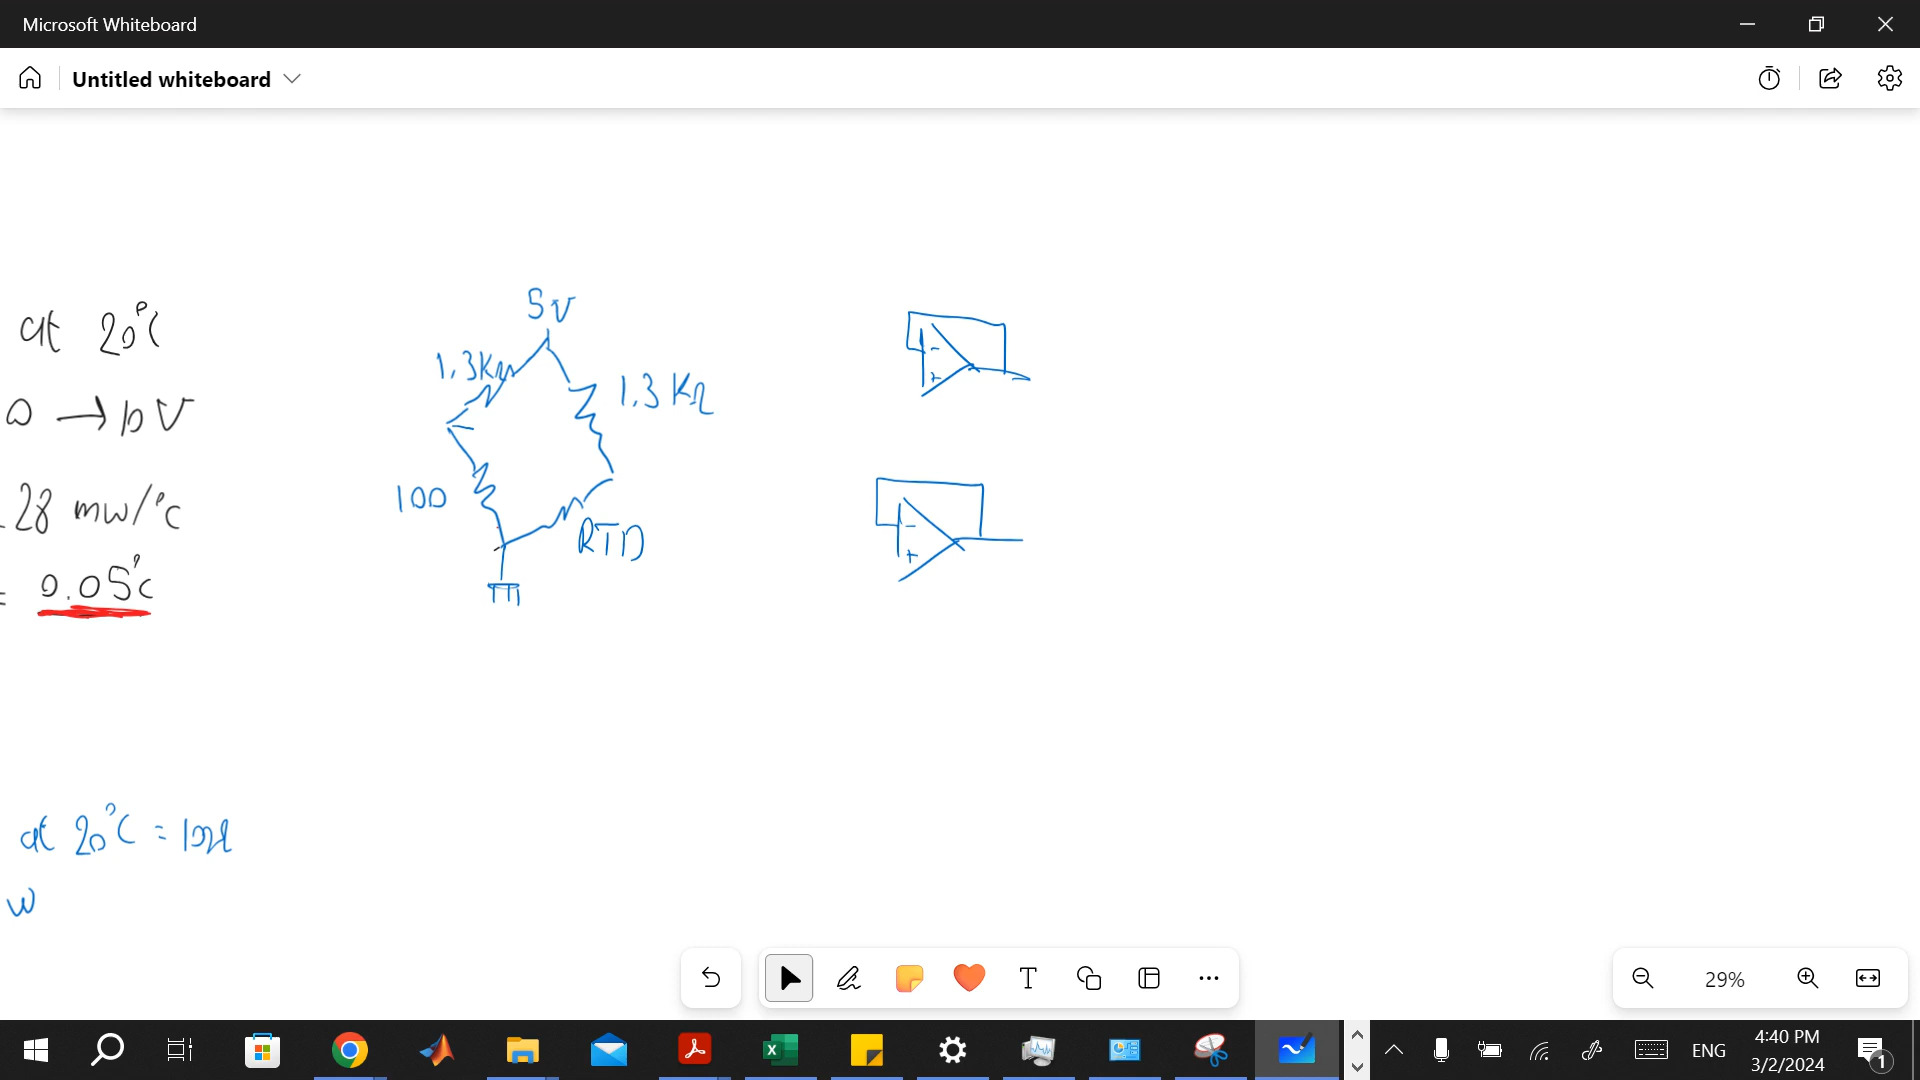 Microsoft Whiteboard
Untitled whiteboard
at 20°C
→ 0V
5V
1.3KΩ
1.3 KΩ
100
RTD
-
+
-
+
.28 mw/°C
= 0.05°C
at 20°C = 100Ω
w
29%
ENG
4:40 PM
3/2/2024
1